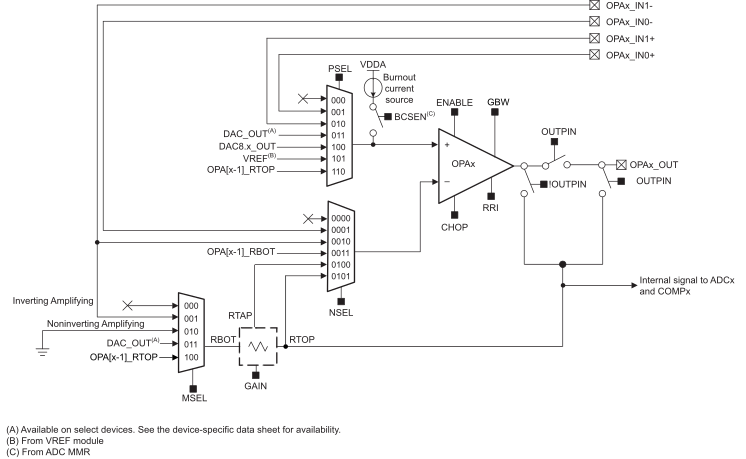 OPAx_IN1-
OPAx_IN0-
OPAx_IN1+
OPAx_IN0+
PSEL
VDDA
Burnout
current
source
BCSEN(C)
ENABLE
GBW
000
001
010
DAC_OUT(A)
011
DAC8.x_OUT
100
VREF(B)
101
OPA[x-1]_RTOP
110
+
OPAx
−
OUTPIN
OPAx_OUT
!OUTPIN
OUTPIN
RRI
CHOP
0000
0001
0010
OPA[x-1]_RBOT
0011
0100
0101
NSEL
Internal signal to ADCx
and COMPx
Inverting Amplifying
000
001
Noninverting Amplifying
010
DAC_OUT(A)
011
OPA[x-1]_RTOP
100
MSEL
RTAP
RBOT
RTOP
GAIN
(A) Available on select devices. See the device-specific data sheet for availability.
(B) From VREF module
(C) From ADC MMR